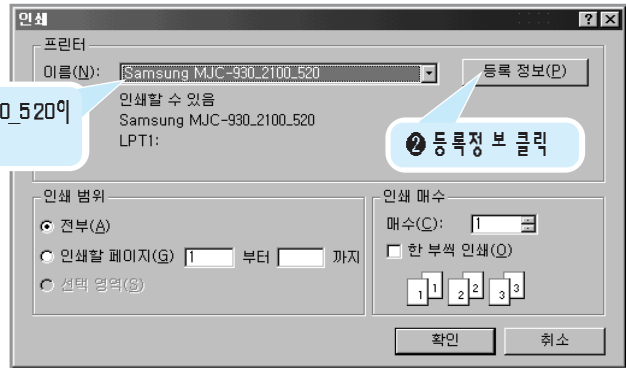 인쇄
프린터
이름(N): Samsung MJC-930_2100_520 등록 정보(P)
인쇄할 수 있음
0_520이
Samsung MJC-930_2100_520
LPT1:
❷ 등록정 보 클릭
인쇄 범위
전부(A)
인쇄할 페이지(G) 1 부터 까지
선택 영역(S)
인쇄 매수
매수(C): 1
한 부씩 인쇄(O)
1 1 2 2 3 3
확인 취소